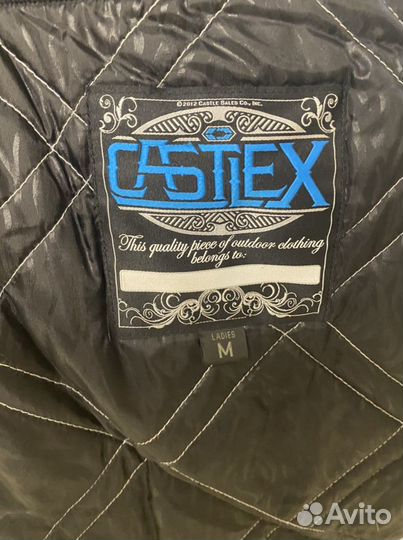 ©2012 Castle Sales Co., Inc.
CASTLEX
This quality piece of outdoor clothing
belongs to:
LADIES
M
Avito